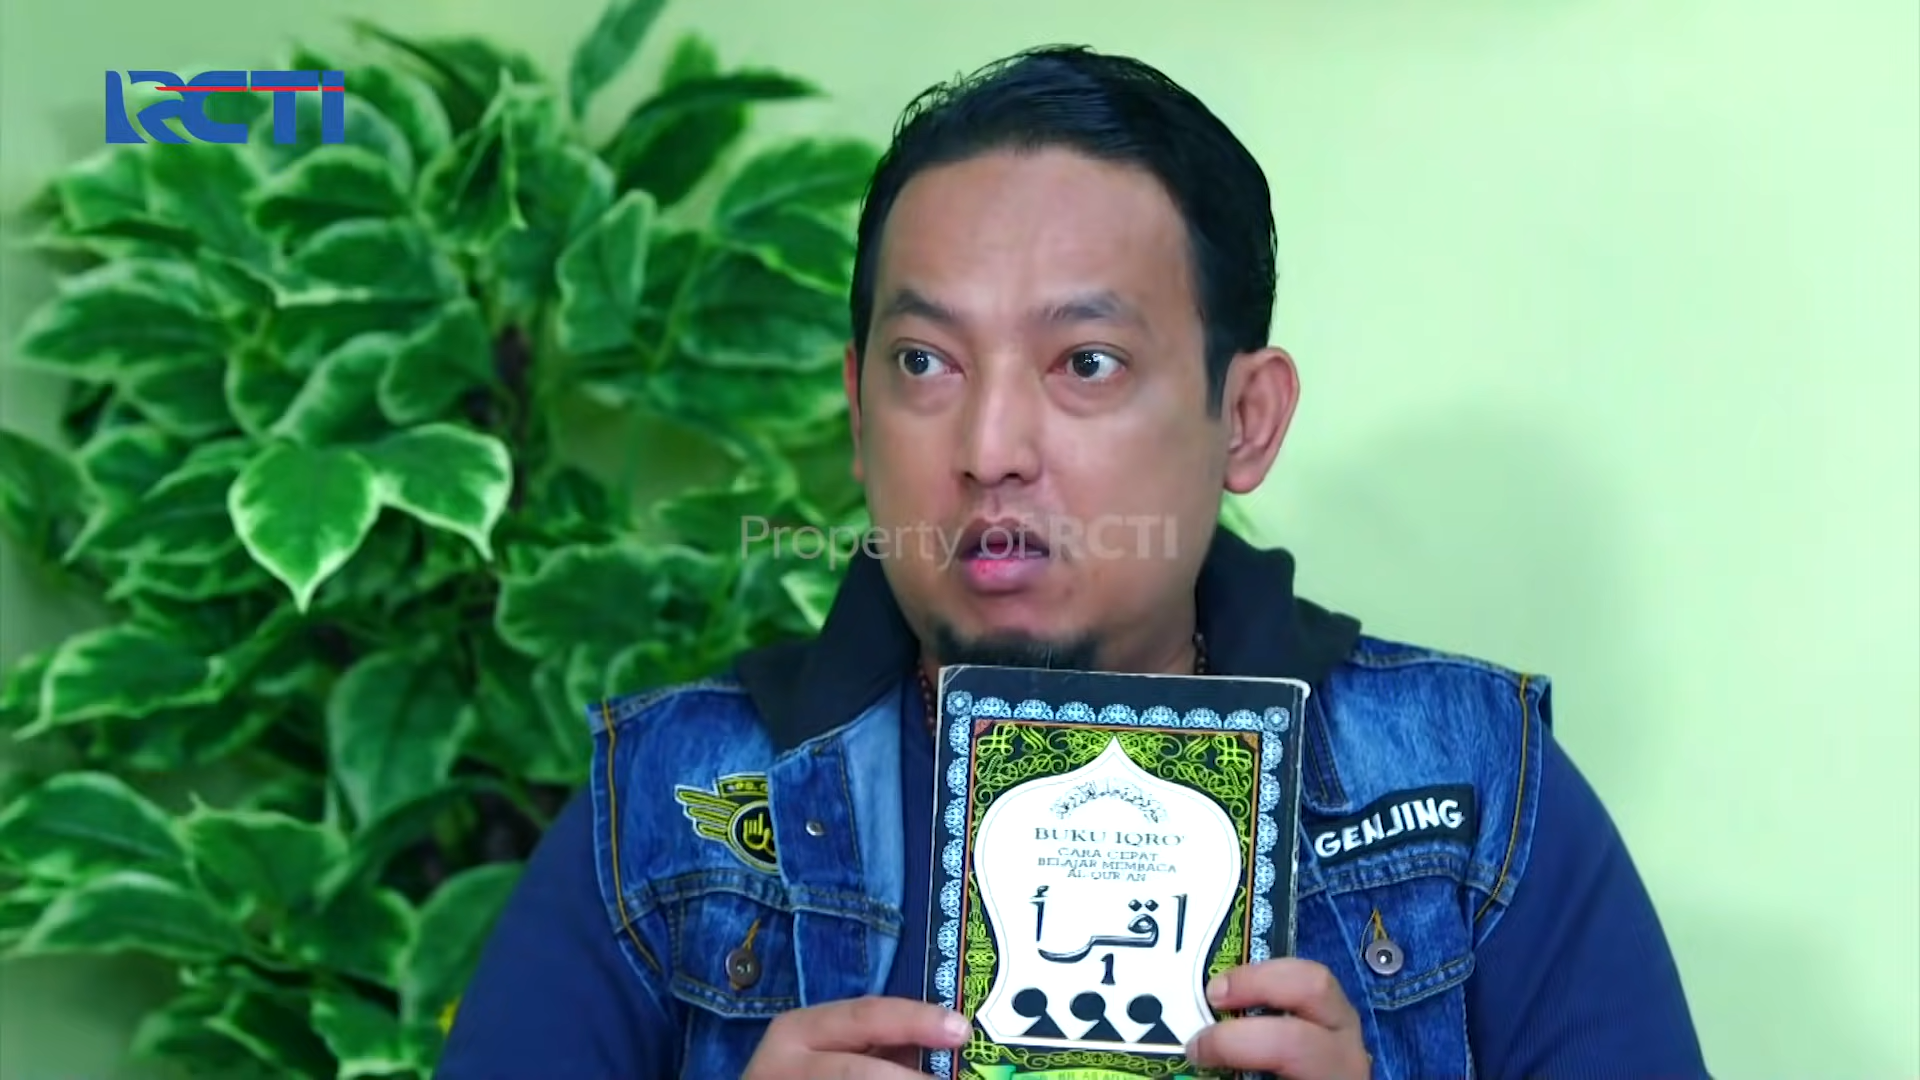 RCTI
Property of RCTI
GENJING
BUKU IQRO'
CARA CEPAT
BELAJAR MEMBACA
AL-QUR'AN
اقرأ
1